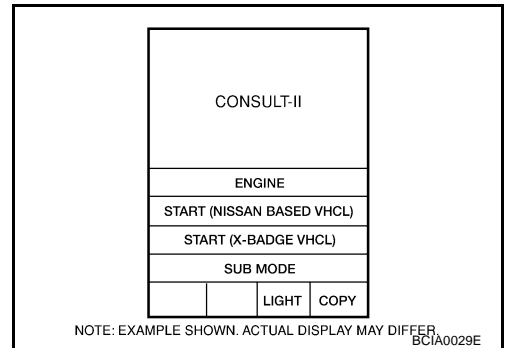 CONSULT-II
ENGINE
START (NISSAN BASED VHCL)
START (X-BADGE VHCL)
SUB MODE
LIGHT COPY
NOTE: EXAMPLE SHOWN. ACTUAL DISPLAY MAY DIFFER.
BCIA0029E